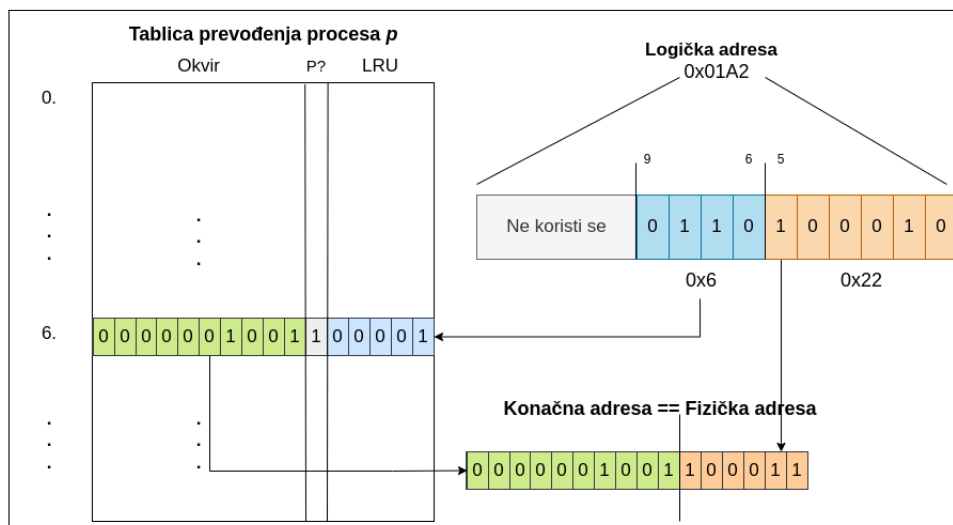 Tablica prevođenja procesa p
Okvir P? LRU
Logička adresa
0x01A2
0.
9 6 5
Ne koristi se 0 1 1 0 1 0 0 0 1 0
0x6 0x22
6. 0 0 0 0 0 0 1 0 0 1 1 0 0 0 0 1
Konačna adresa == Fizička adresa
0 0 0 0 0 0 1 0 0 1 1 0 0 0 1 1